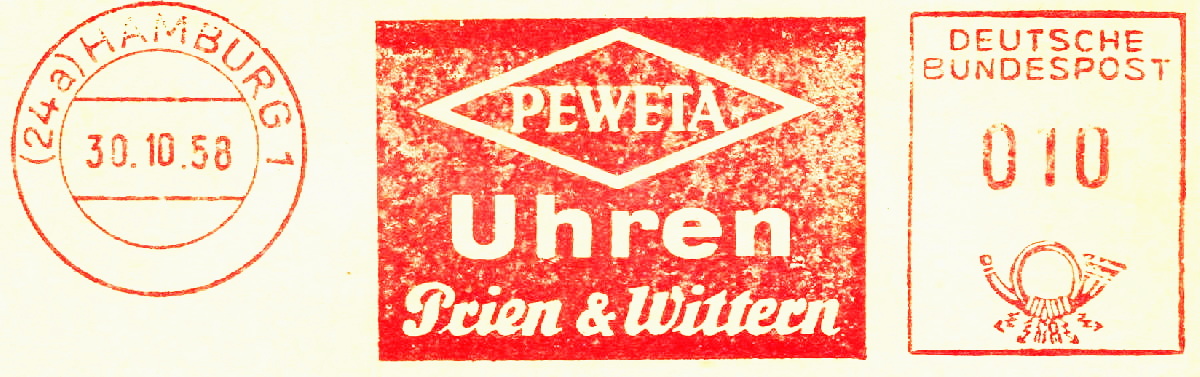 (24a) HAMBURG 1
30.10.58
PEWETA
Uhren
Prien & Wittern
DEUTSCHE
BUNDESPOST
010